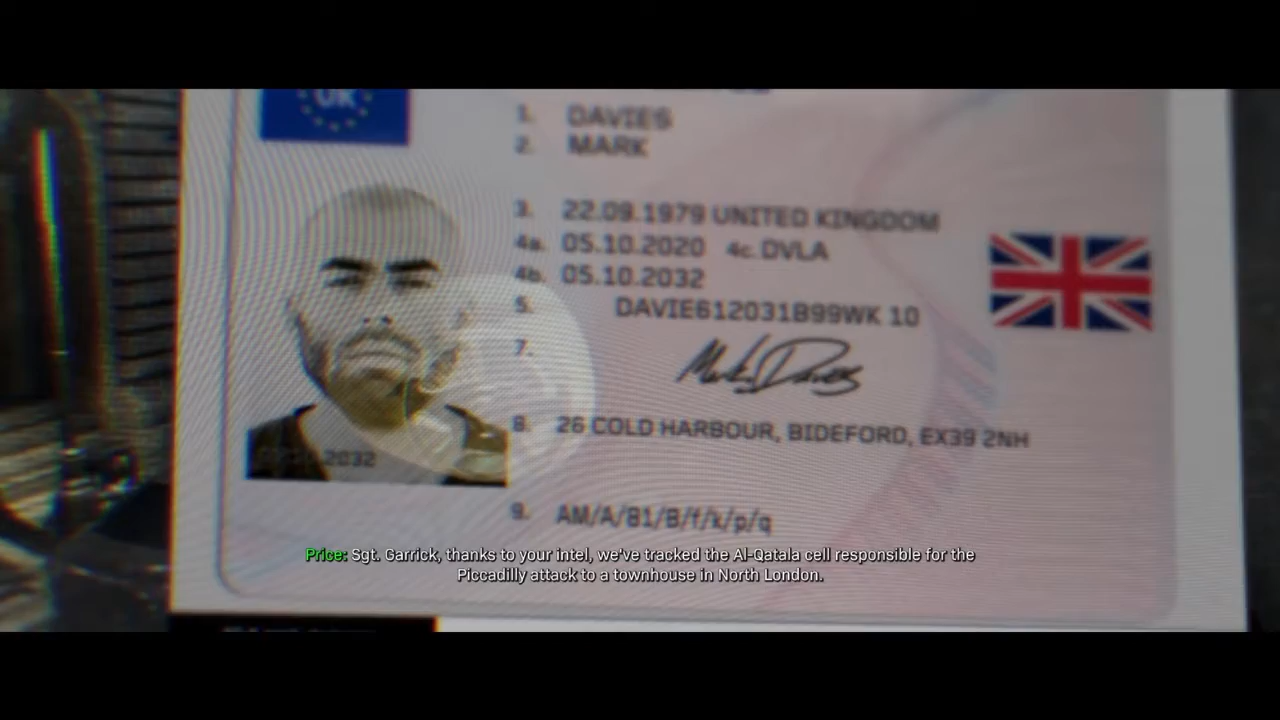 UK
1. DAVIES
2. MARK
3. 22.09.1979 UNITED KINGDOM
4a. 05.10.2020 4c. DVLA
4b. 05.10.2032
5. DAVIE612031B99WK 10
7. Mark Davies
8. 26 COLD HARBOUR, BIDEFORD, EX39 2NH
2032
9. AM/A/B1/B/f/k/p/q
Price: Sgt. Garrick, thanks to your intel, we've tracked the Al-Qatala cell responsible for the
Piccadilly attack to a townhouse in North London.